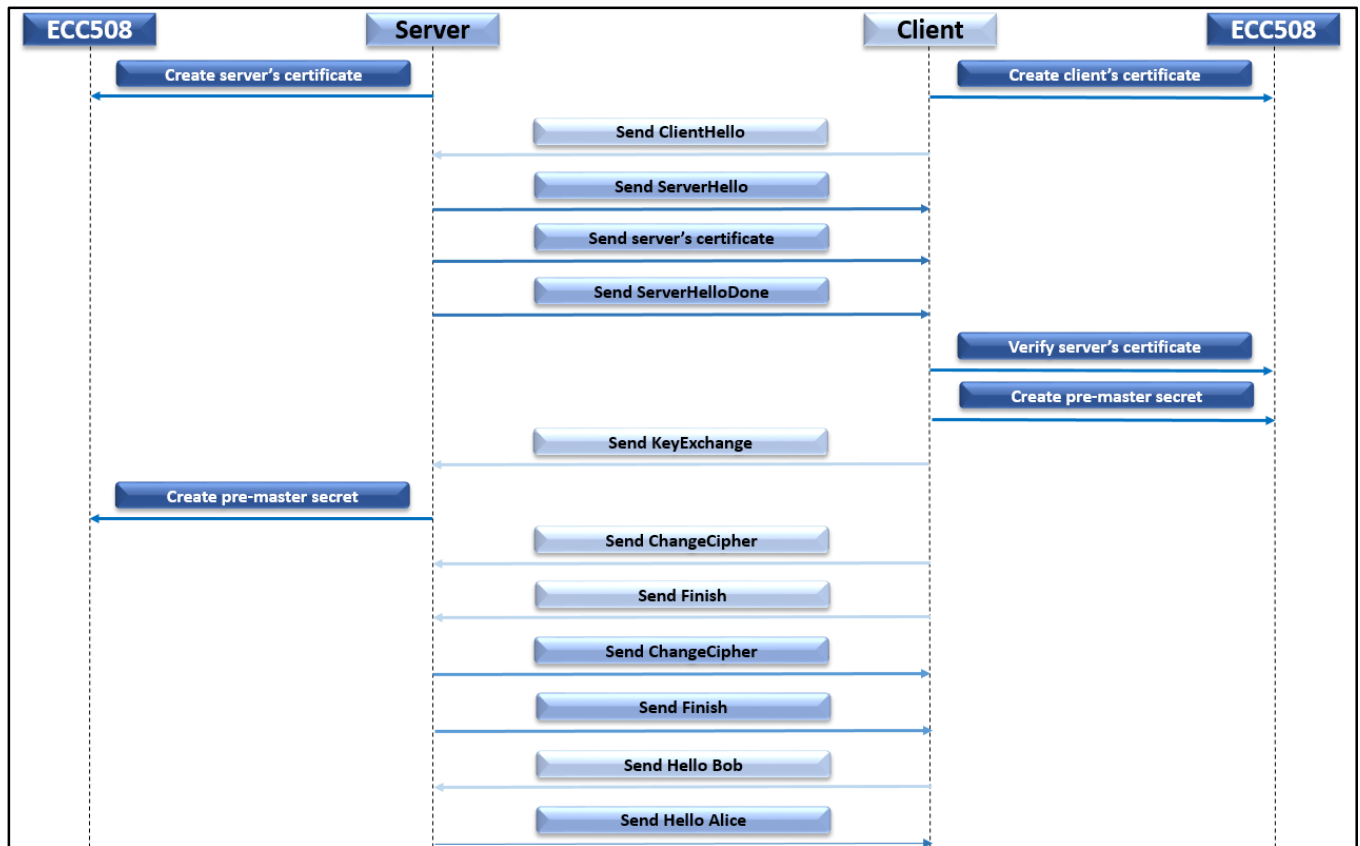 ECC508
Server
Client
ECC508
Create server's certificate
Create client's certificate
Send ClientHello
Send ServerHello
Send server's certificate
Send ServerHelloDone
Verify server's certificate
Create pre-master secret
Send KeyExchange
Create pre-master secret
Send ChangeCipher
Send Finish
Send ChangeCipher
Send Finish
Send Hello Bob
Send Hello Alice